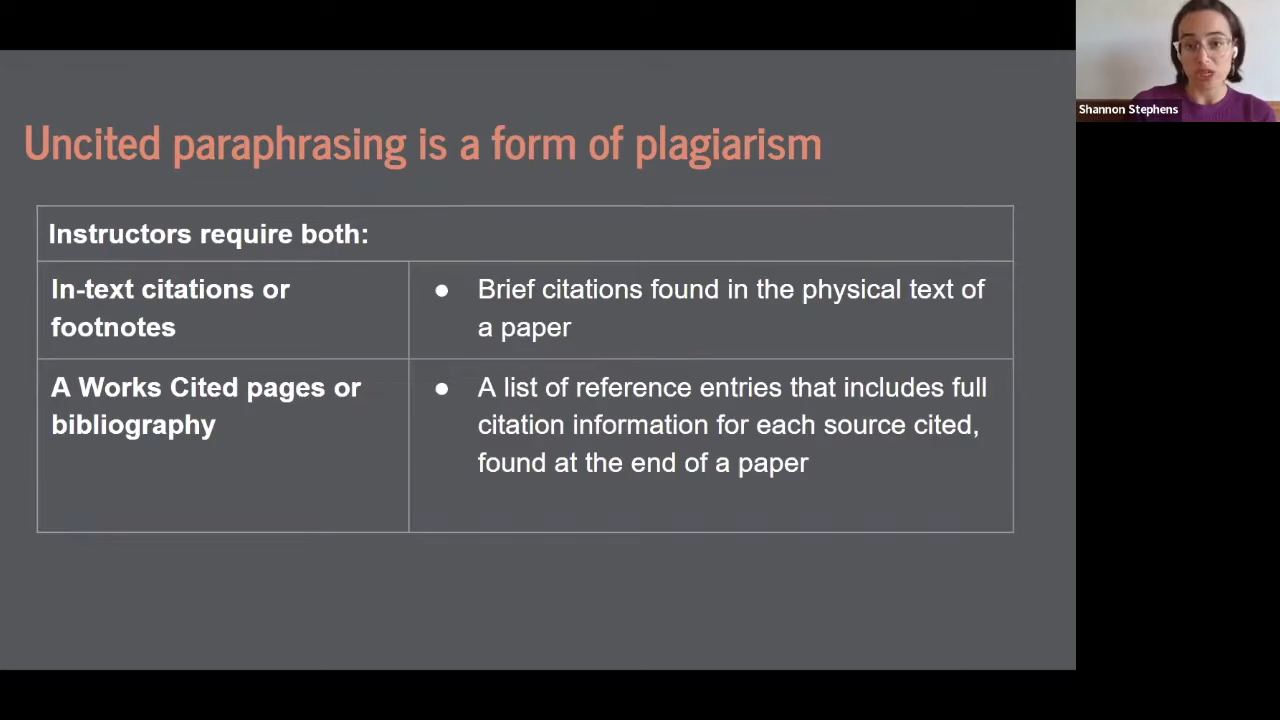 Uncited paraphrasing is a form of plagiarism
Instructors require both:
In-text citations or
footnotes
● Brief citations found in the physical text of
a paper
A Works Cited pages or
bibliography
● A list of reference entries that includes full
citation information for each source cited,
found at the end of a paper
Shannon Stephens